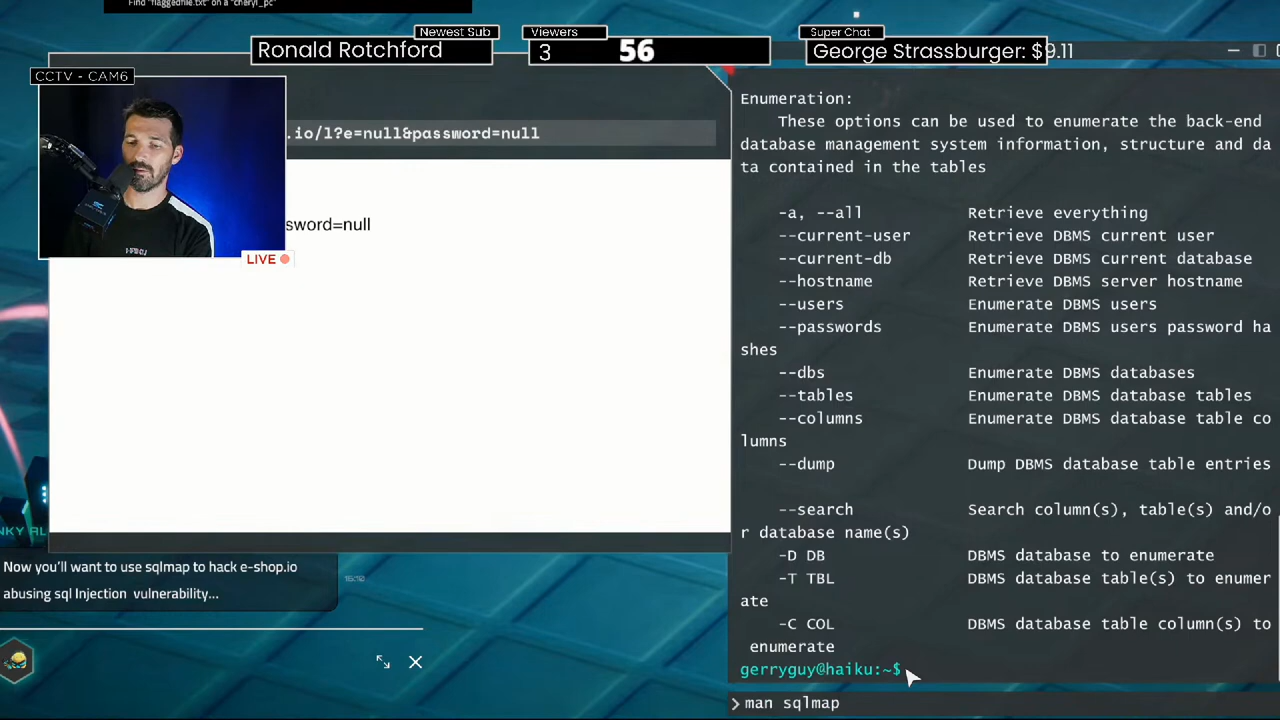 Find "flaggedfile.txt" on a "cheryl_pc"
Newest Sub
Ronald Rotchford
Viewers
3
56
Super Chat
George Strassburger: $9.11
CCTV - CAM6
LIVE
.io/1?e=null&password=null
sword=null
Enumeration:
These options can be used to enumerate the back-end
database management system information, structure and da
ta contained in the tables
-a, --all Retrieve everything
--current-user Retrieve DBMS current user
--current-db Retrieve DBMS current database
--hostname Retrieve DBMS server hostname
--users Enumerate DBMS users
--passwords Enumerate DBMS users password ha
shes
--dbs Enumerate DBMS databases
--tables Enumerate DBMS database tables
--columns Enumerate DBMS database table co
lumns
--dump Dump DBMS database table entries
--search Search column(s), table(s) and/o
r database name(s)
-D DB DBMS database to enumerate
-T TBL DBMS database table(s) to enumer
ate
-C COL DBMS database table column(s) to
enumerate
gerryguy@haiku:~$
man sqlmap
Now you'll want to use sqlmap to hack e-shop.io
abusing sql Injection vulnerability...